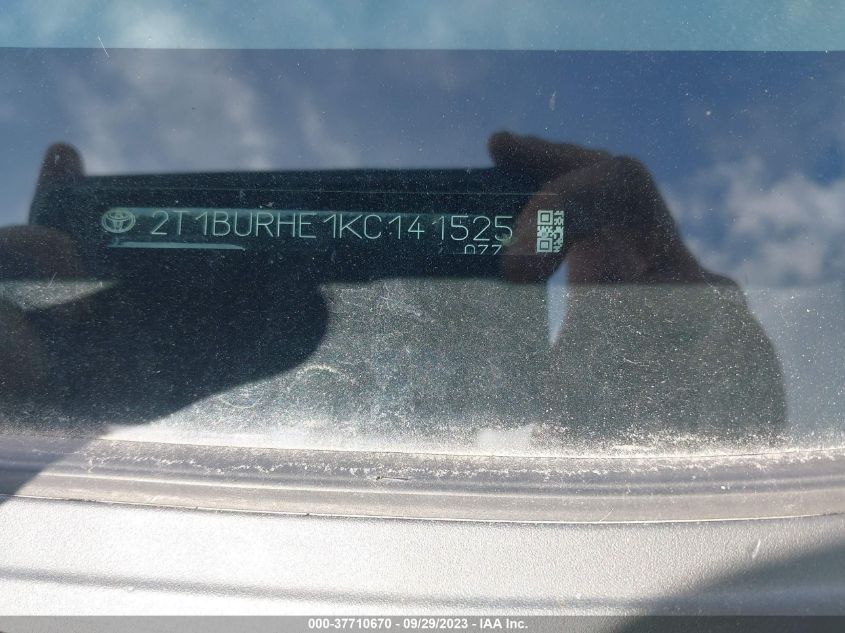 2T1BURHE1KC141525
000-37710670 - 09/29/2023 - IAA Inc.